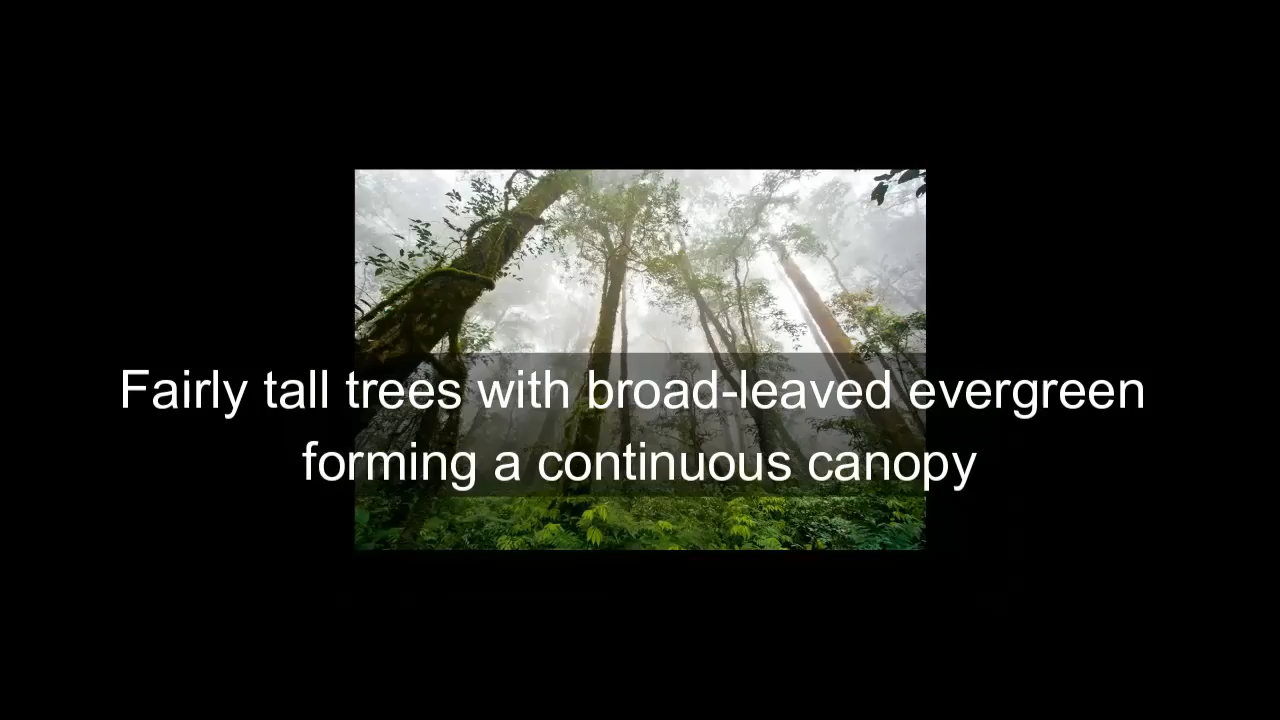 Fairly tall trees with broad-leaved evergreen
forming a continuous canopy